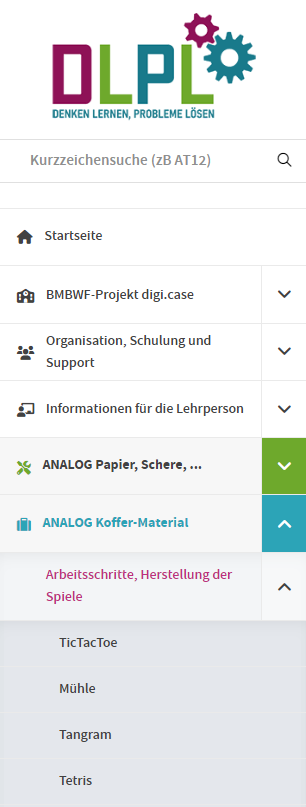 DLPL
DENKEN LERNEN, PROBLEME LÖSEN
Kurzzeichensuche (zB AT12)
Startseite
BMBWF-Projekt digi.case
Organisation, Schulung und
Support
Informationen für die Lehrperson
ANALOG Papier, Schere, ...
ANALOG Koffer-Material
Arbeitsschritte, Herstellung der
Spiele
TicTacToe
Mühle
Tangram
Tetris